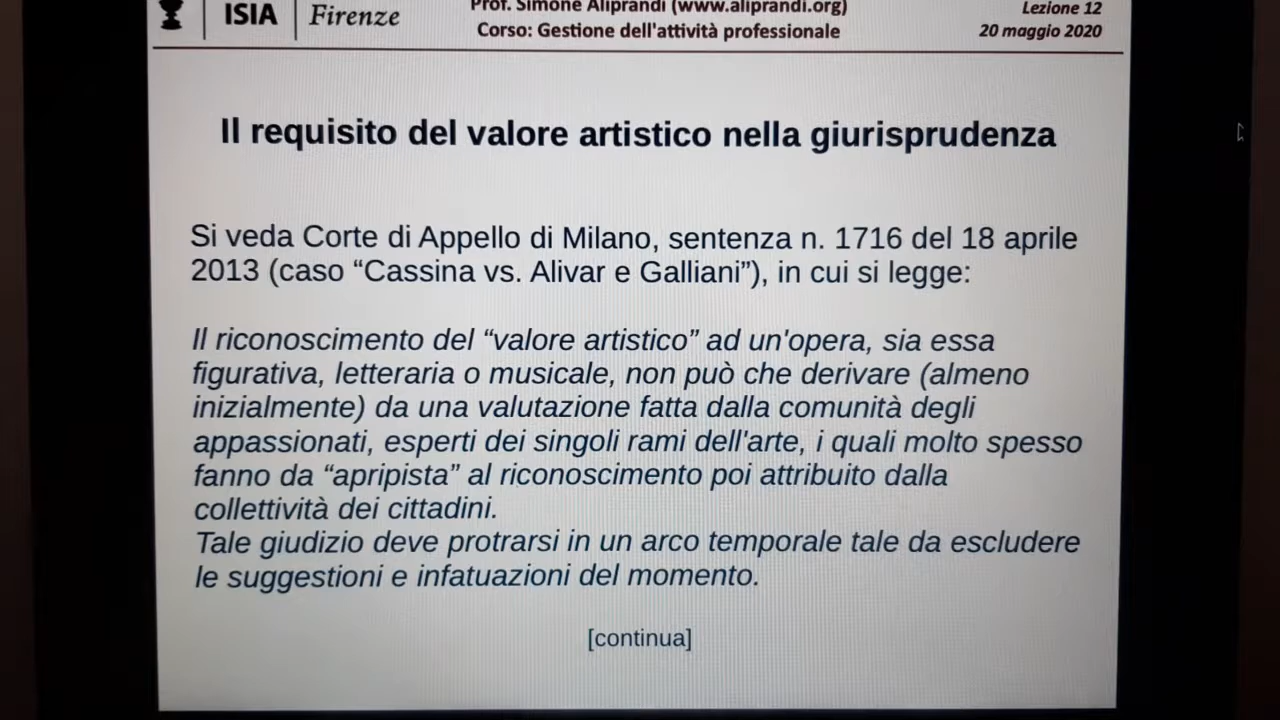 ISIA Firenze
Prof. Simone Aliprandi (www.aliprandi.org)
Corso: Gestione dell'attività professionale
Lezione 12
20 maggio 2020
Il requisito del valore artistico nella giurisprudenza
Si veda Corte di Appello di Milano, sentenza n. 1716 del 18 aprile
2013 (caso “Cassina vs. Alivar e Galliani”), in cui si legge:
Il riconoscimento del “valore artistico” ad un'opera, sia essa
figurativa, letteraria o musicale, non può che derivare (almeno
inizialmente) da una valutazione fatta dalla comunità degli
appassionati, esperti dei singoli rami dell'arte, i quali molto spesso
fanno da “apripista” al riconoscimento poi attribuito dalla
collettività dei cittadini.
Tale giudizio deve protrarsi in un arco temporale tale da escludere
le suggestioni e infatuazioni del momento.
[continua]